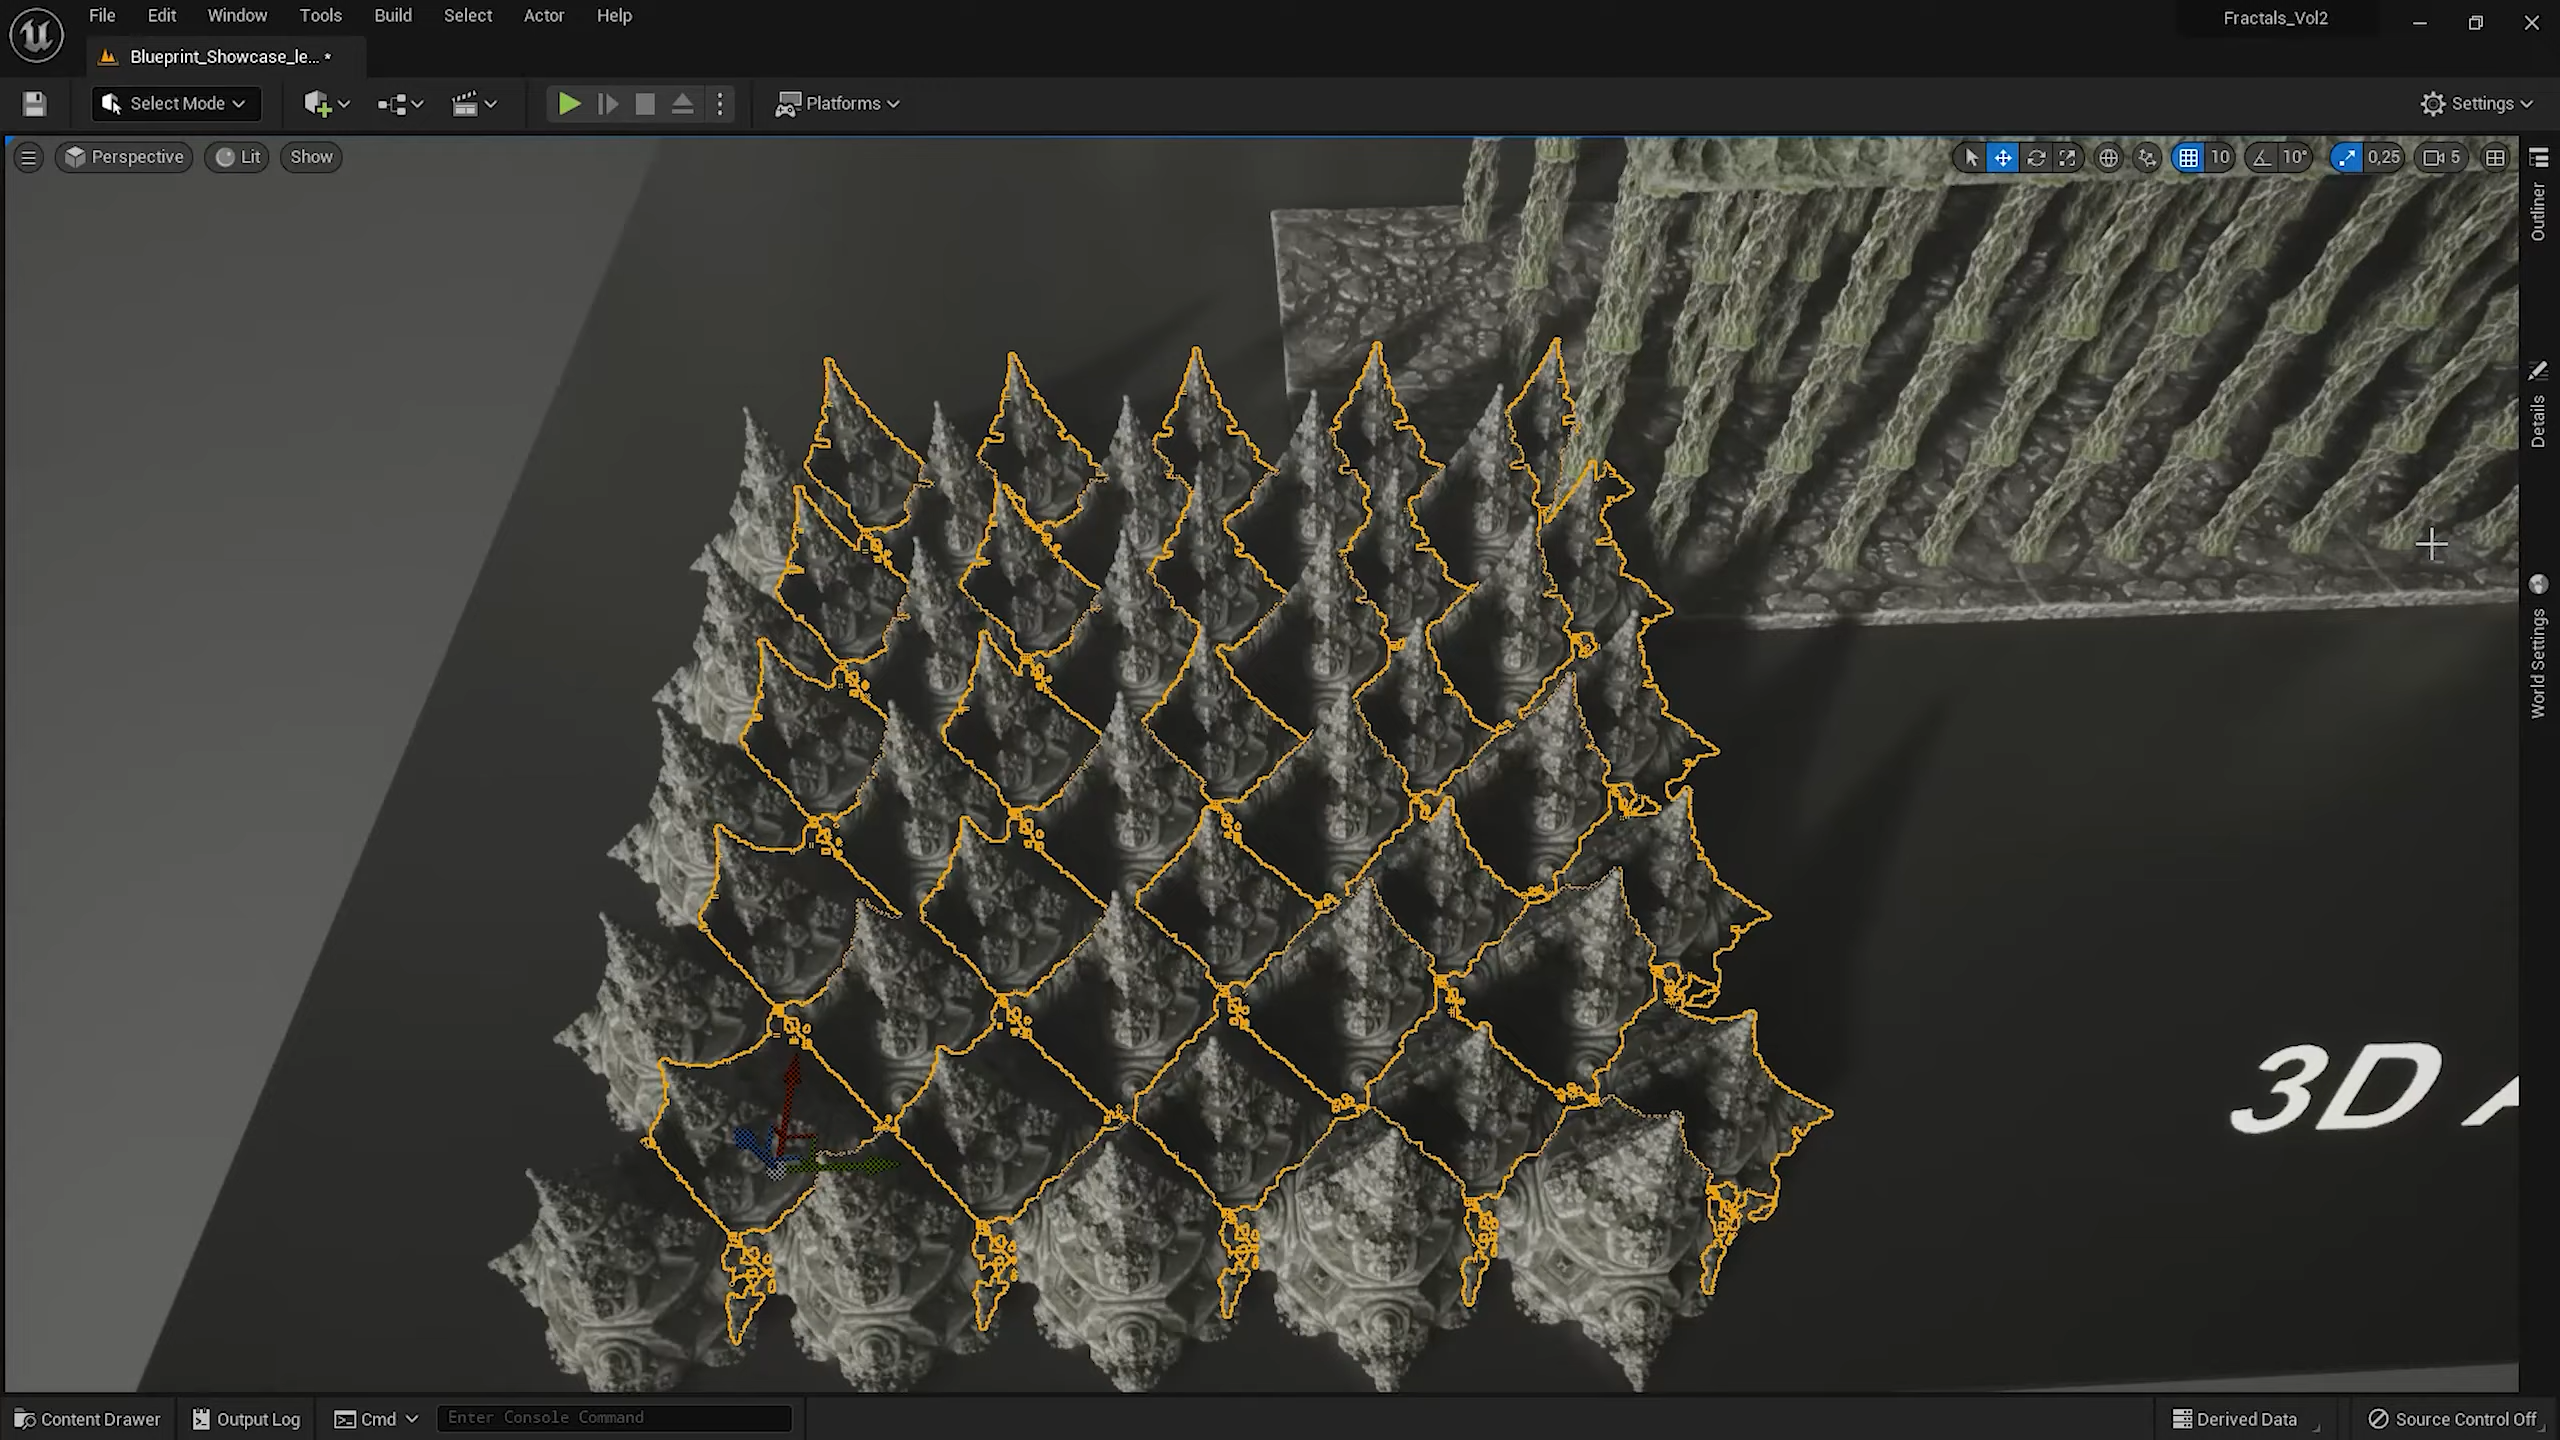 File Edit Window Tools Build Select Actor Help
Fractals_Vol2
Blueprint_Showcase_le... *
Select Mode
Platforms
Settings
Perspective Lit Show
10 10° 0,25 5
Outliner
Details
World Settings
3D
Content Drawer Output Log Cmd Enter Console Command
Derived Data Source Control Off